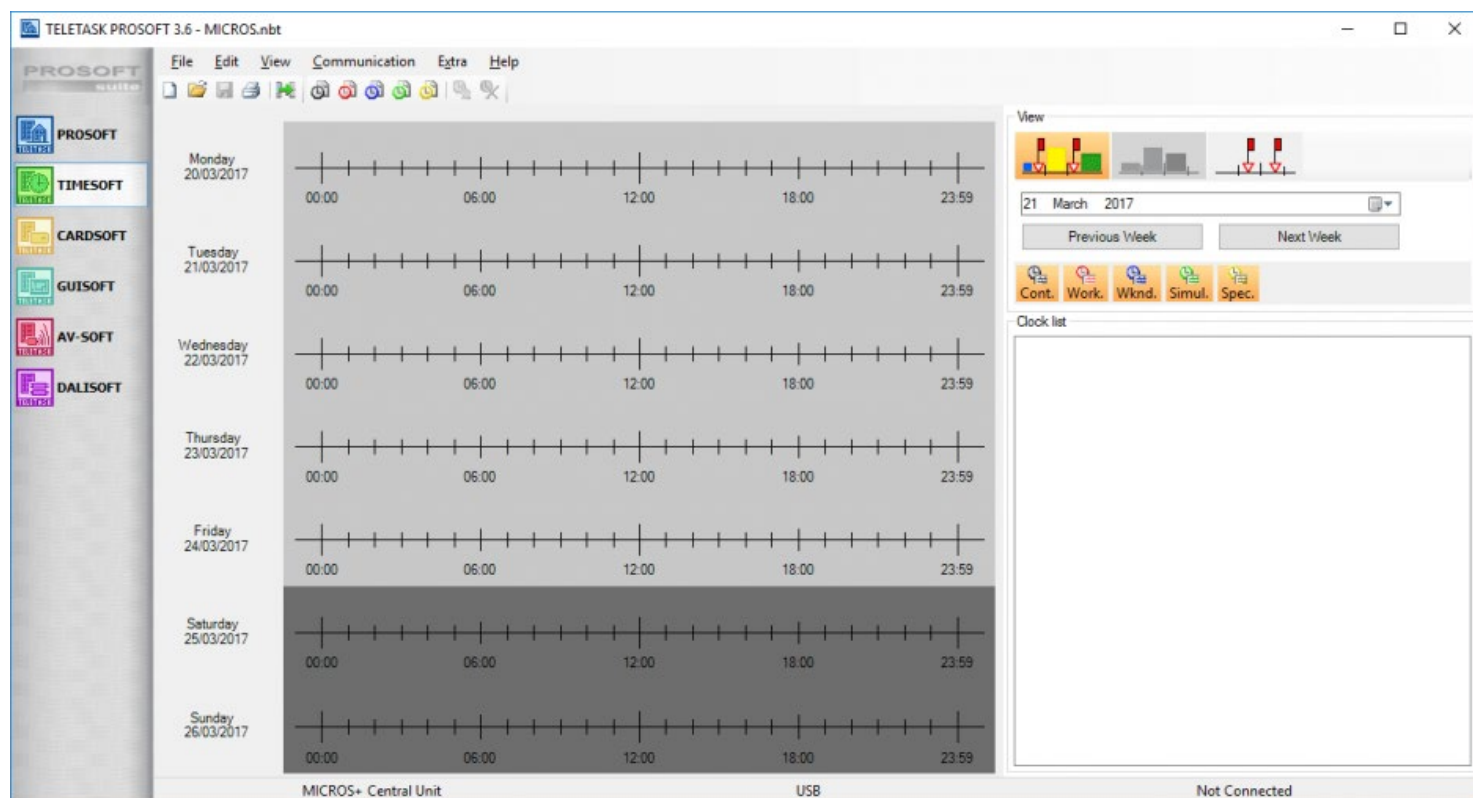 TELETASK PROSOFT 3.6 - MICROS.nbt
PROSOFT
suite
File Edit View Communication Extra Help
PROSOFT
TELETASK
TIMESOFT
TELETASK
CARDSOFT
TELETASK
GUISOFT
TELETASK
AV-SOFT
TELETASK
DALISOFT
TELETASK
Monday
20/03/2017
00:00 06:00 12:00 18:00 23:59
Tuesday
21/03/2017
00:00 06:00 12:00 18:00 23:59
Wednesday
22/03/2017
00:00 06:00 12:00 18:00 23:59
Thursday
23/03/2017
00:00 06:00 12:00 18:00 23:59
Friday
24/03/2017
00:00 06:00 12:00 18:00 23:59
Saturday
25/03/2017
00:00 06:00 12:00 18:00 23:59
Sunday
26/03/2017
00:00 06:00 12:00 18:00 23:59
View
21 March 2017
Previous Week Next Week
Cont. Work. Wknd. Simul. Spec.
Clock list
MICROS+ Central Unit USB Not Connected